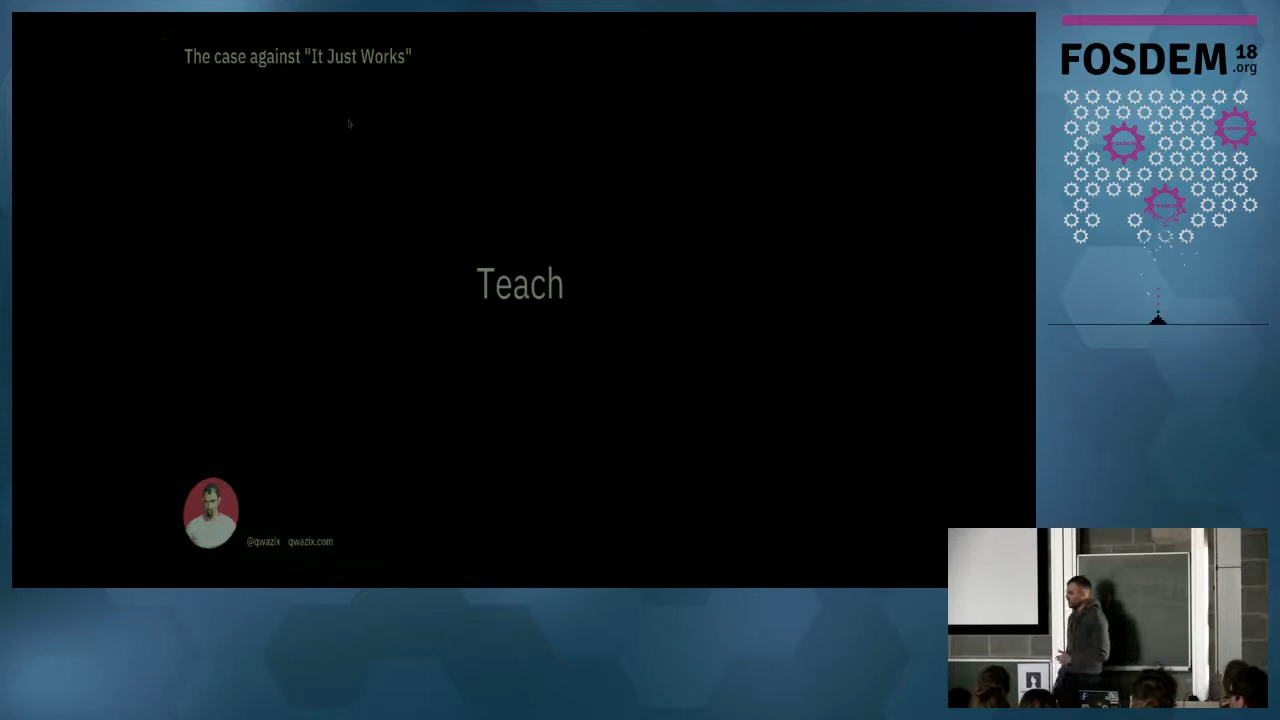 The case against "It Just Works"
Teach
@qwazix qwazix.com
FOSDEM 18
.org